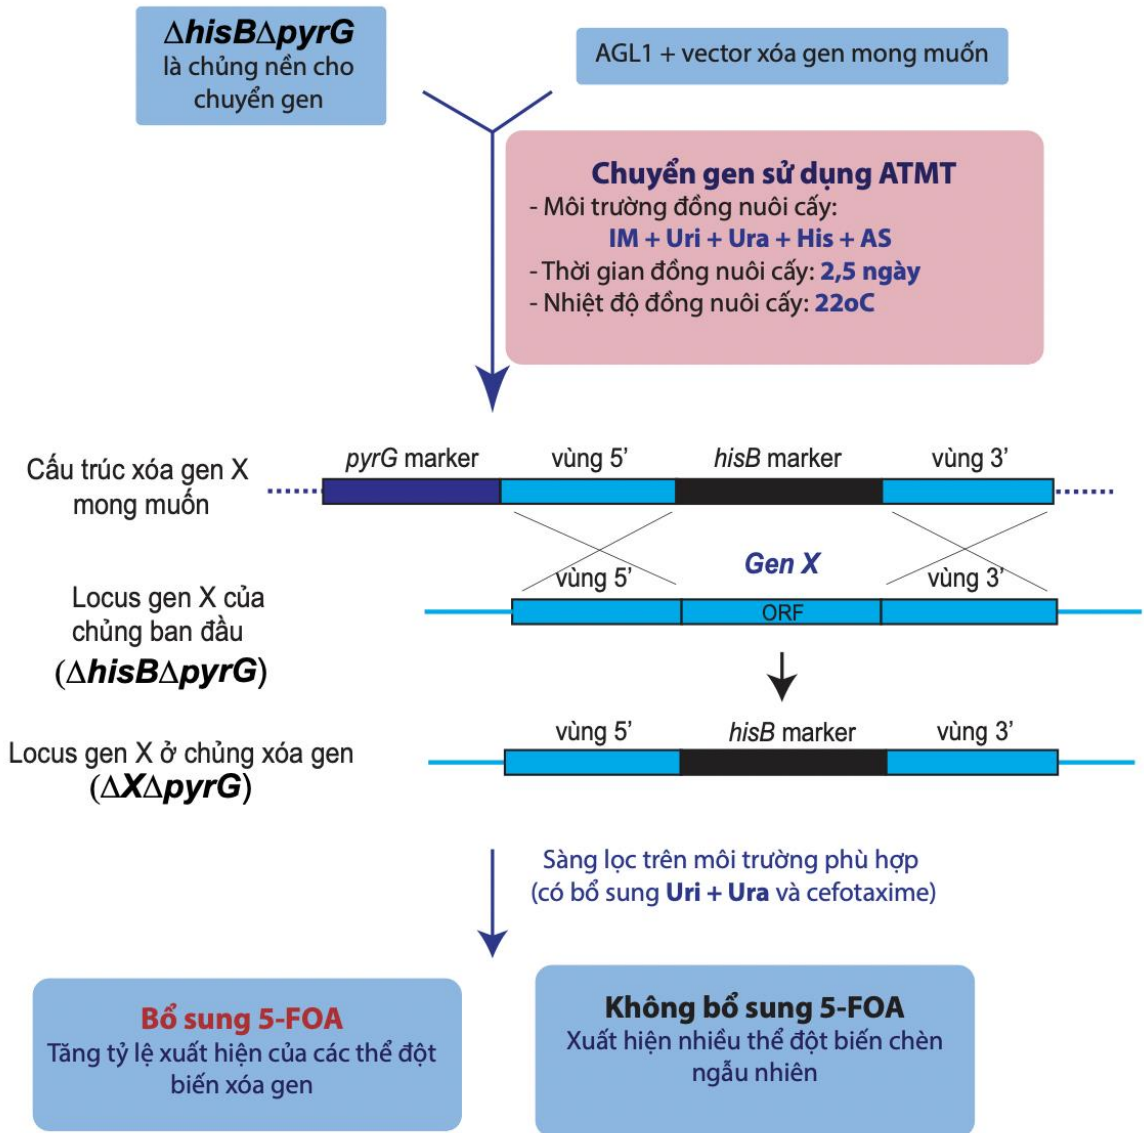 ΔhisBΔpyrG
là chủng nền cho
chuyển gen
AGL1 + vector xóa gen mong muốn
Chuyển gen sử dụng ATMT
- Môi trường đồng nuôi cấy:
IM + Uri + Ura + His + AS
- Thời gian đồng nuôi cấy: 2,5 ngày
- Nhiệt độ đồng nuôi cấy: 22oC
Cấu trúc xóa gen X
mong muốn
pyrG marker
vùng 5’
hisB marker
vùng 3’
Gen X
vùng 5’
vùng 3’
ORF
Locus gen X của
chủng ban đầu
(ΔhisBΔpyrG)
vùng 5’
hisB marker
vùng 3’
Locus gen X ở chủng xóa gen
(ΔXΔpyrG)
Sàng lọc trên môi trường phù hợp
(có bổ sung Uri + Ura và cefotaxime)
Bổ sung 5-FOA
Tăng tỷ lệ xuất hiện của các thể đột
biến xóa gen
Không bổ sung 5-FOA
Xuất hiện nhiều thể đột biến chèn
ngẫu nhiên